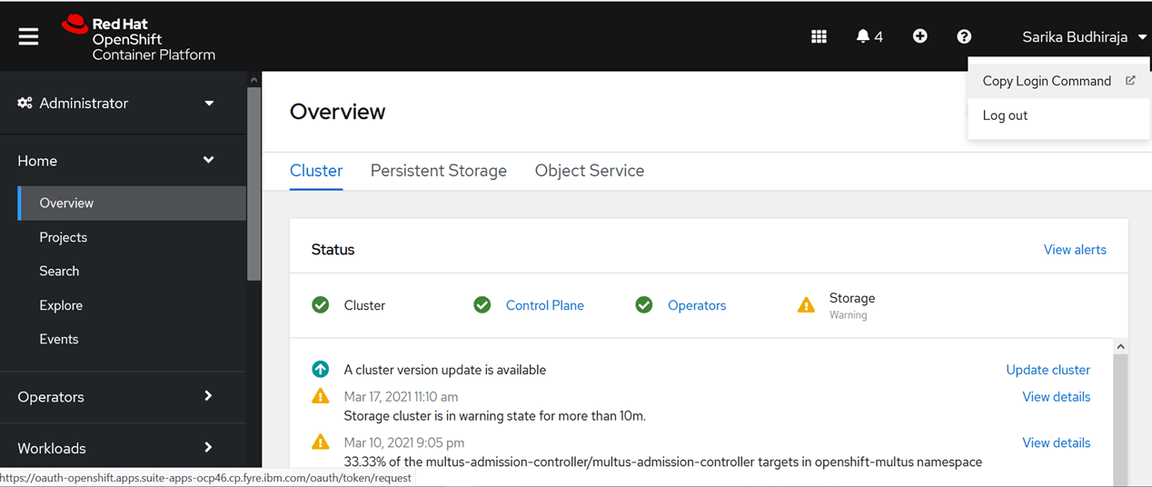 Red Hat
OpenShift
Container Platform
4
Sarika Budhiraja
Copy Login Command
Log out
Administrator
Home
Overview
Projects
Search
Explore
Events
Operators
Workloads
Overview
Cluster Persistent Storage Object Service
Status View alerts
Cluster Control Plane Operators Storage
Warning
A cluster version update is available Update cluster
Mar 17, 2021 11:10 am View details
Storage cluster is in warning state for more than 10m.
Mar 10, 2021 9:05 pm View details
33.33% of the multus-admission-controller/multus-admission-controller targets in openshift-multus namespace
https://oauth-openshift.apps.suite-apps-ocp46.cp.fyre.ibm.com/oauth/token/request